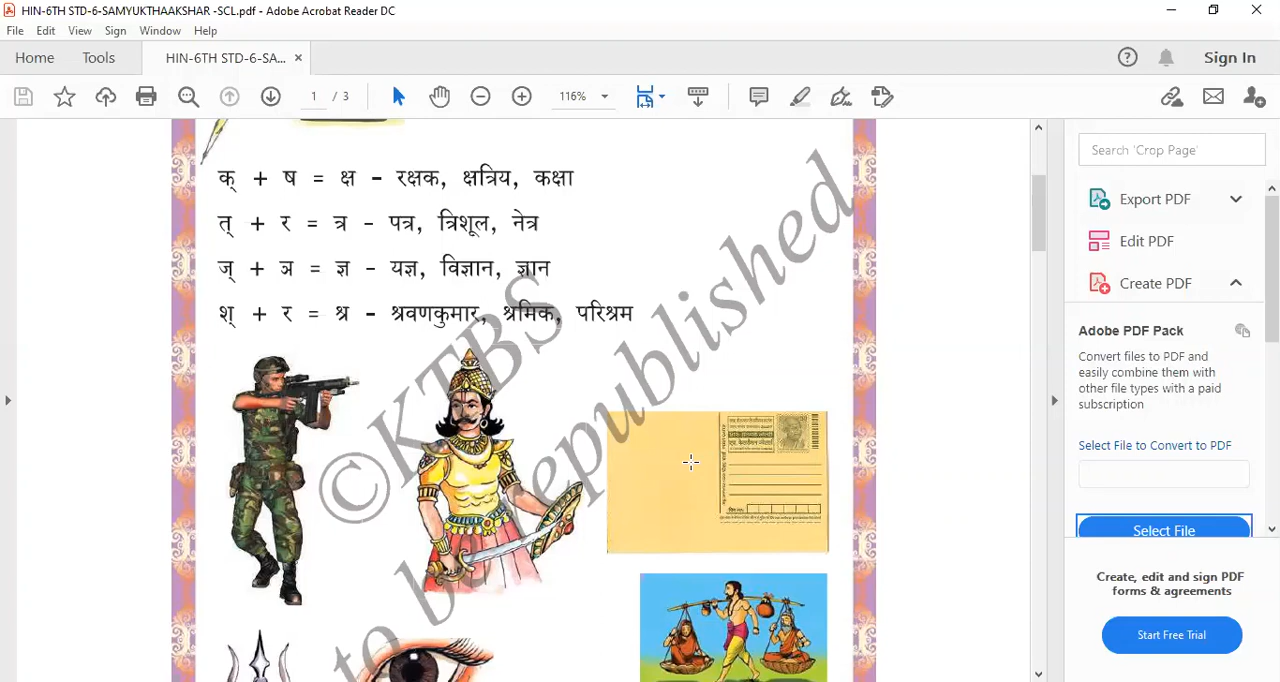 HIN-6TH STD-6-SAMYUKTHAAKSHAR -SCL.pdf - Adobe Acrobat Reader DC
File Edit View Sign Window Help
Home Tools HIN-6TH STD-6-SA... × Sign In
1 / 3 116%
क् + ष = क्ष - रक्षक, क्षत्रिय, कक्षा
त् + र = त्र - पत्र, त्रिशूल, नेत्र
ज् + ञ = ज्ञ - यज्ञ, विज्ञान, ज्ञान
श् + र = श्र - श्रवणकुमार, श्रमिक, परिश्रम
©KTBS
to be republished
Search 'Crop Page'
Export PDF
Edit PDF
Create PDF
Adobe PDF Pack
Convert files to PDF and
easily combine them with
other file types with a paid
subscription
Select File to Convert to PDF
Select File
Create, edit and sign PDF
forms & agreements
Start Free Trial